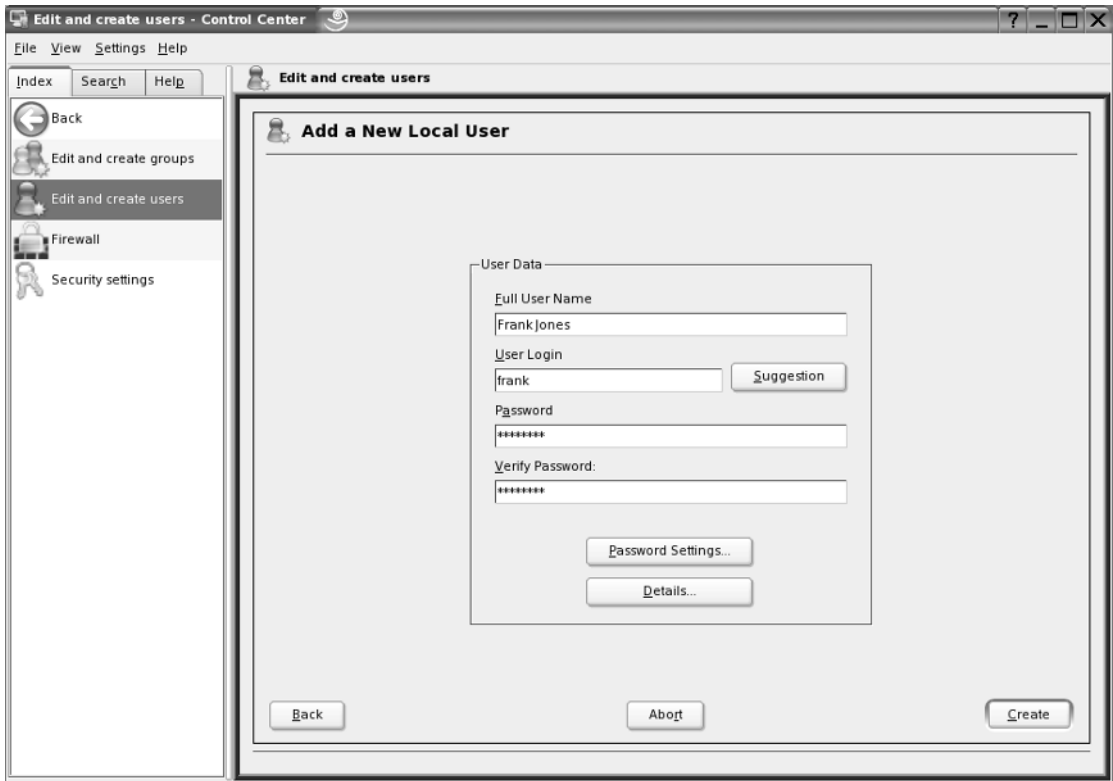 Edit and create users - Control Center
File View Settings Help
Index Search Help
Back
Edit and create groups
Edit and create users
Firewall
Security settings
Edit and create users
Add a New Local User
User Data
Full User Name
Frank Jones
User Login
frank
Suggestion
Password
********
Verify Password:
********
Password Settings...
Details...
Back
Abort
Create